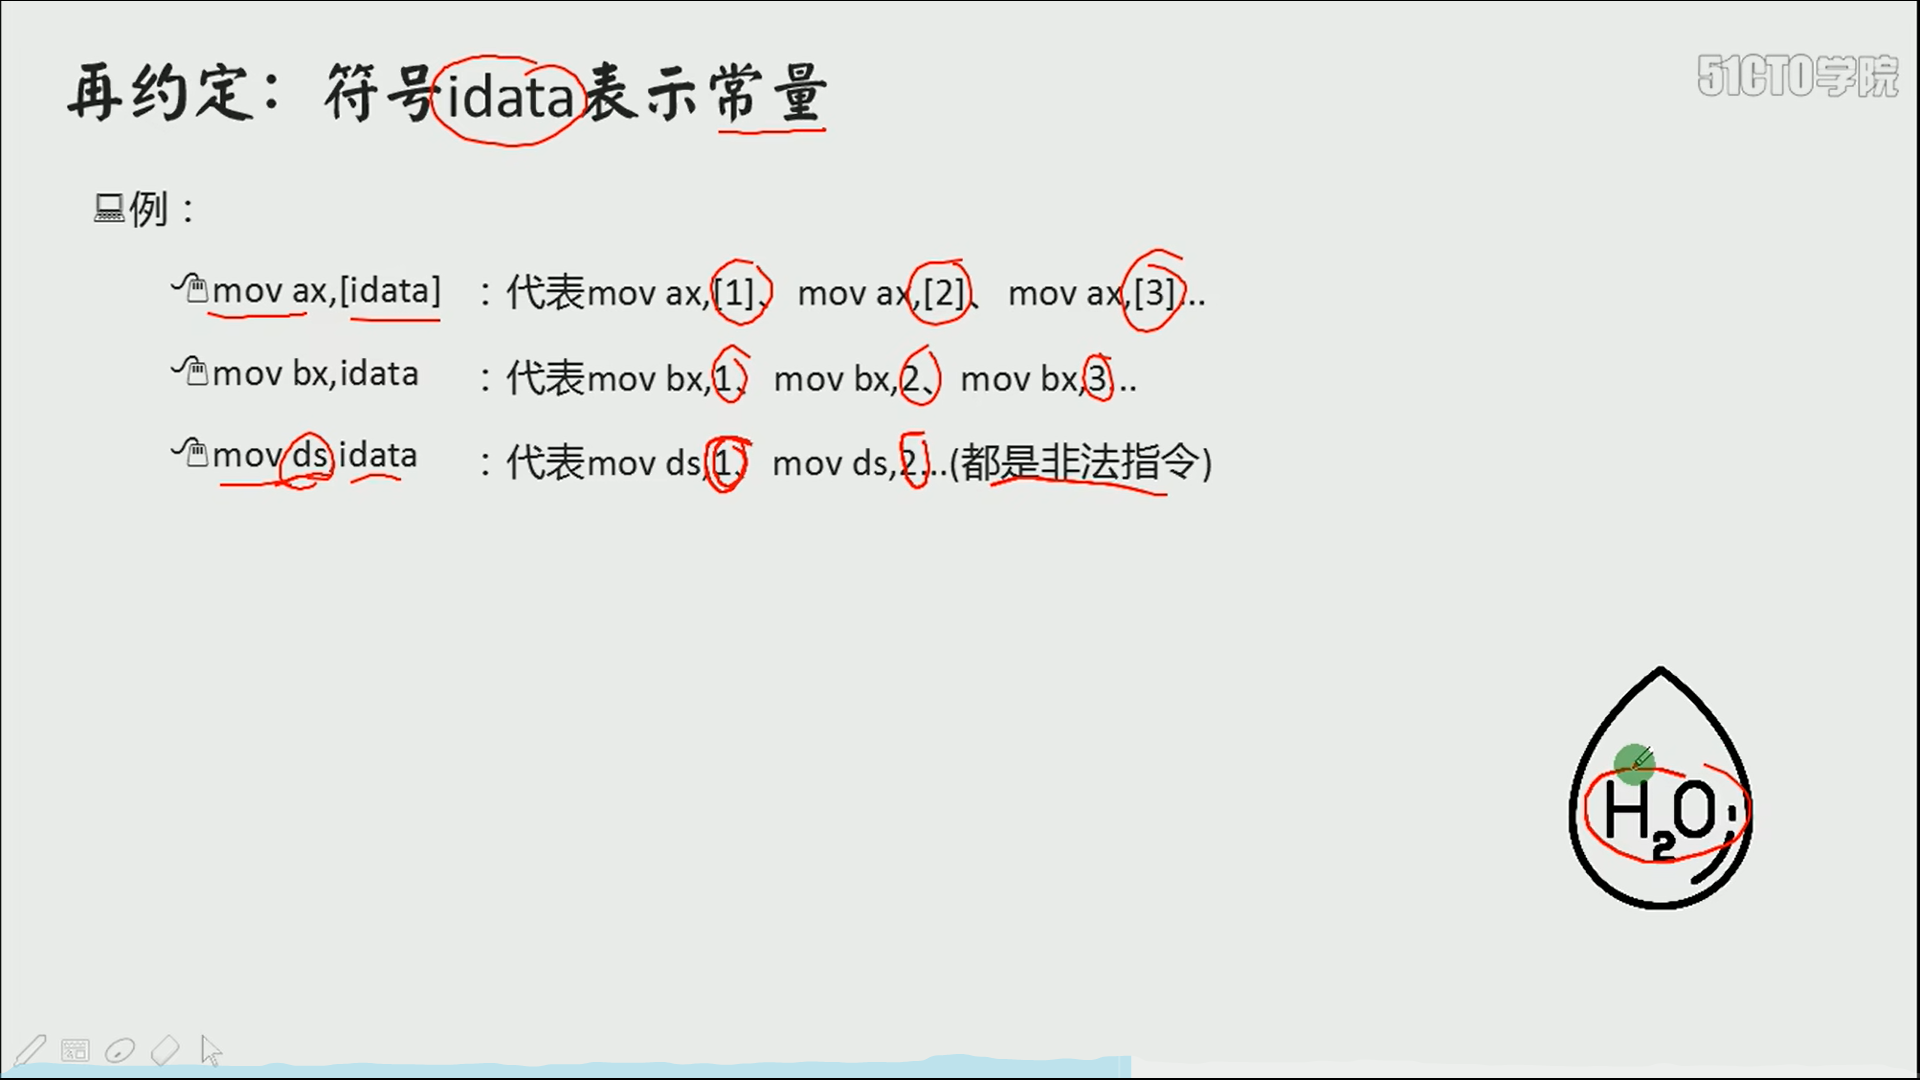 再约定：符号idata表示常量
51CTO学院
例：
mov ax,[idata] ：代表mov ax,[1]、 mov ax,[2]、 mov ax,[3]...
mov bx,idata ：代表mov bx,1、 mov bx,2、 mov bx,3...
mov ds,idata ：代表mov ds,1、 mov ds,2...(都是非法指令)
H2O